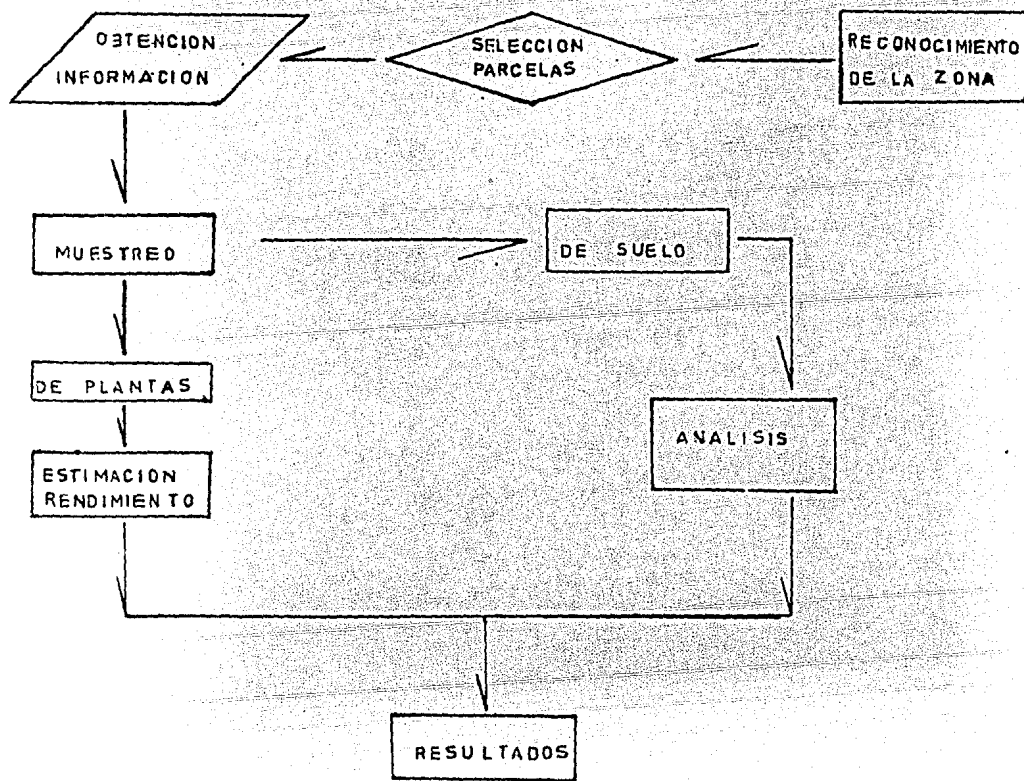 OBTENCION
INFORMACION
SELECCION
PARCELAS
RECONOCIMIENTO
DE LA ZONA
MUESTREO
DE SUELO
DE PLANTAS
ANALISIS
ESTIMACION
RENDIMIENTO
RESULTADOS